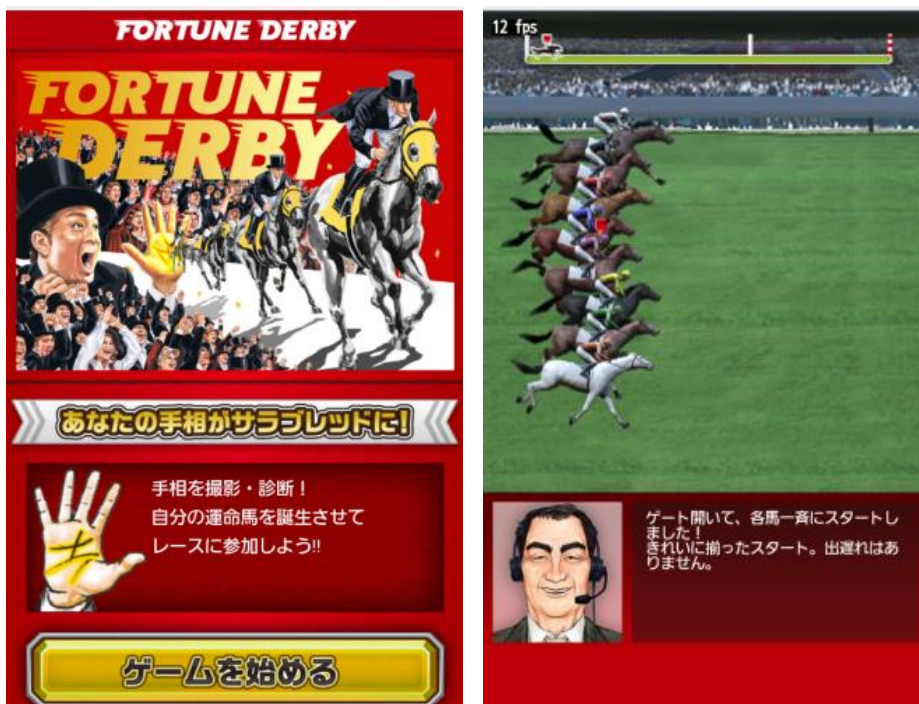 FORTUNE DERBY
FORTUNE
DERBY
あなたの手相がサラブレッドに!
手相を撮影・診断！
自分の運命馬を誕生させて
レースに参加しよう!!
ゲームを始める
12 fps
ゲート開いて、各馬一斉にスタートし
ました！
きれいに揃ったスタート。出遅れはあ
りません。